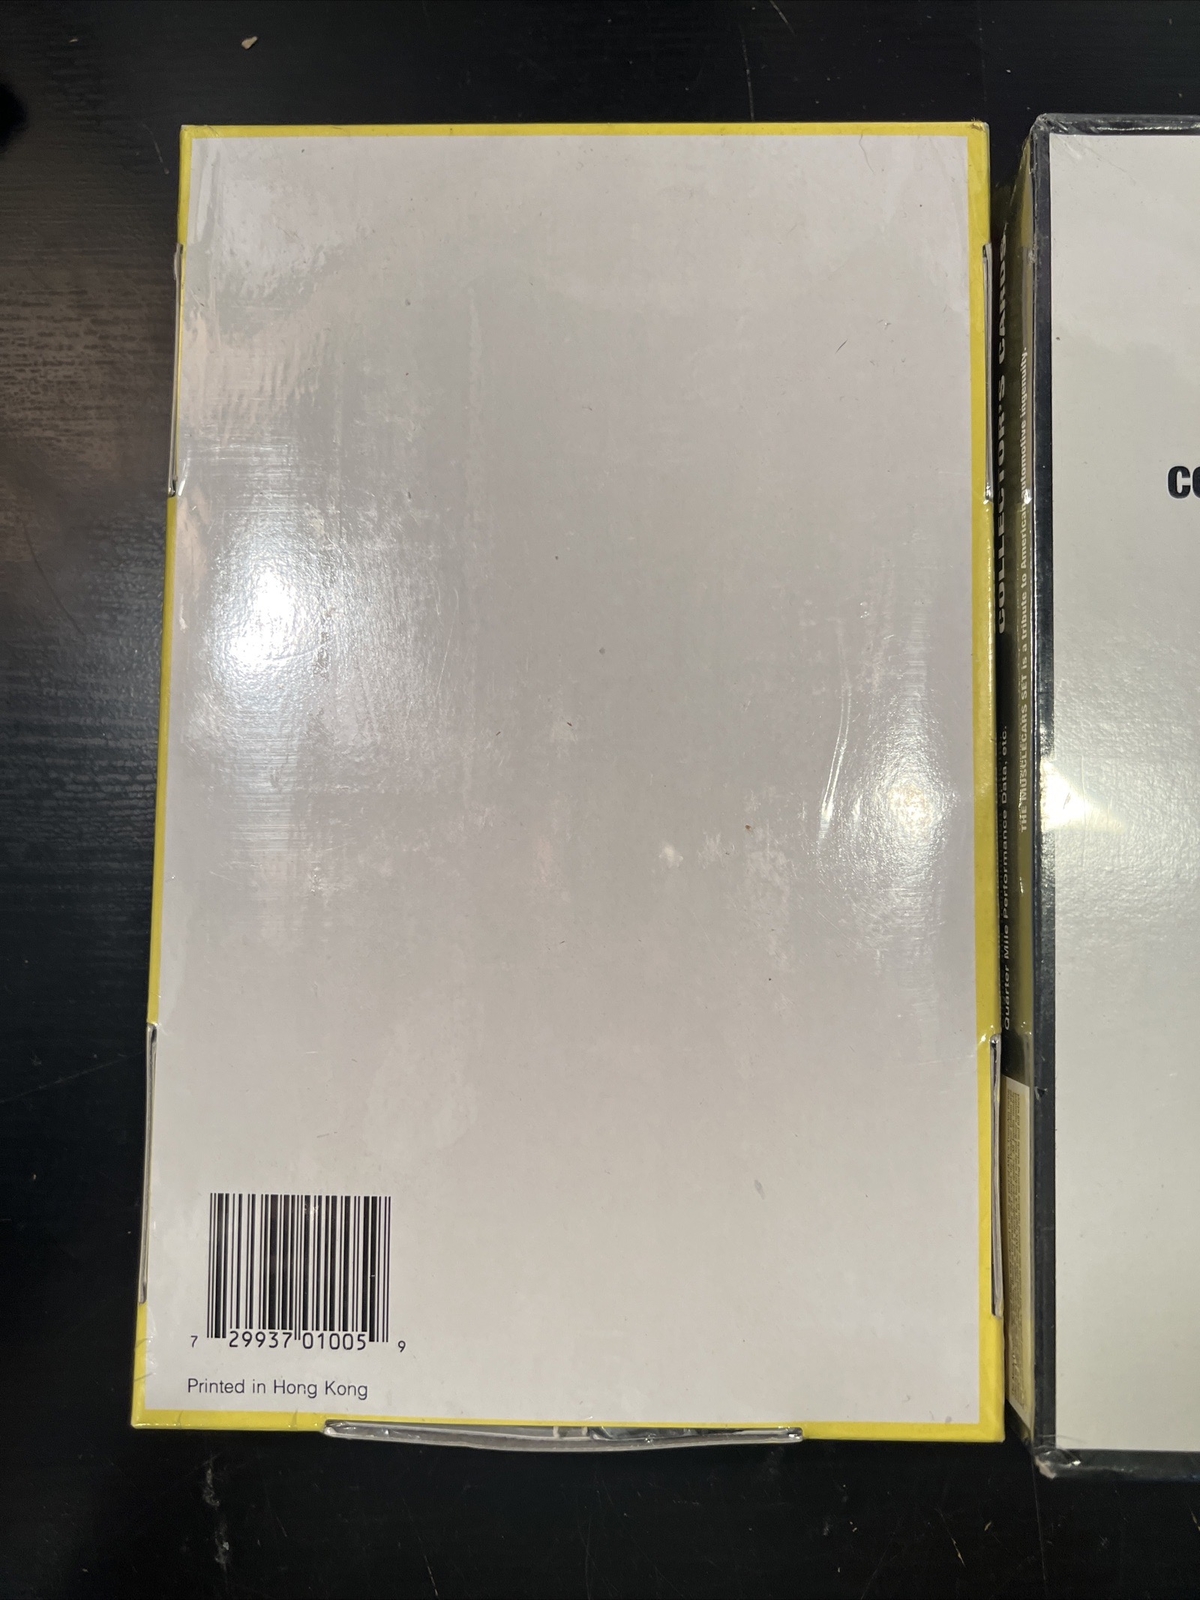 7 29937 01005 9
Printed in Hong Kong
COLLECTOR'S CARDS
Quarter Mile Performance Data, etc.
THE MUSCLECARS SET is a tribute to American automotive ingenuity.
CO